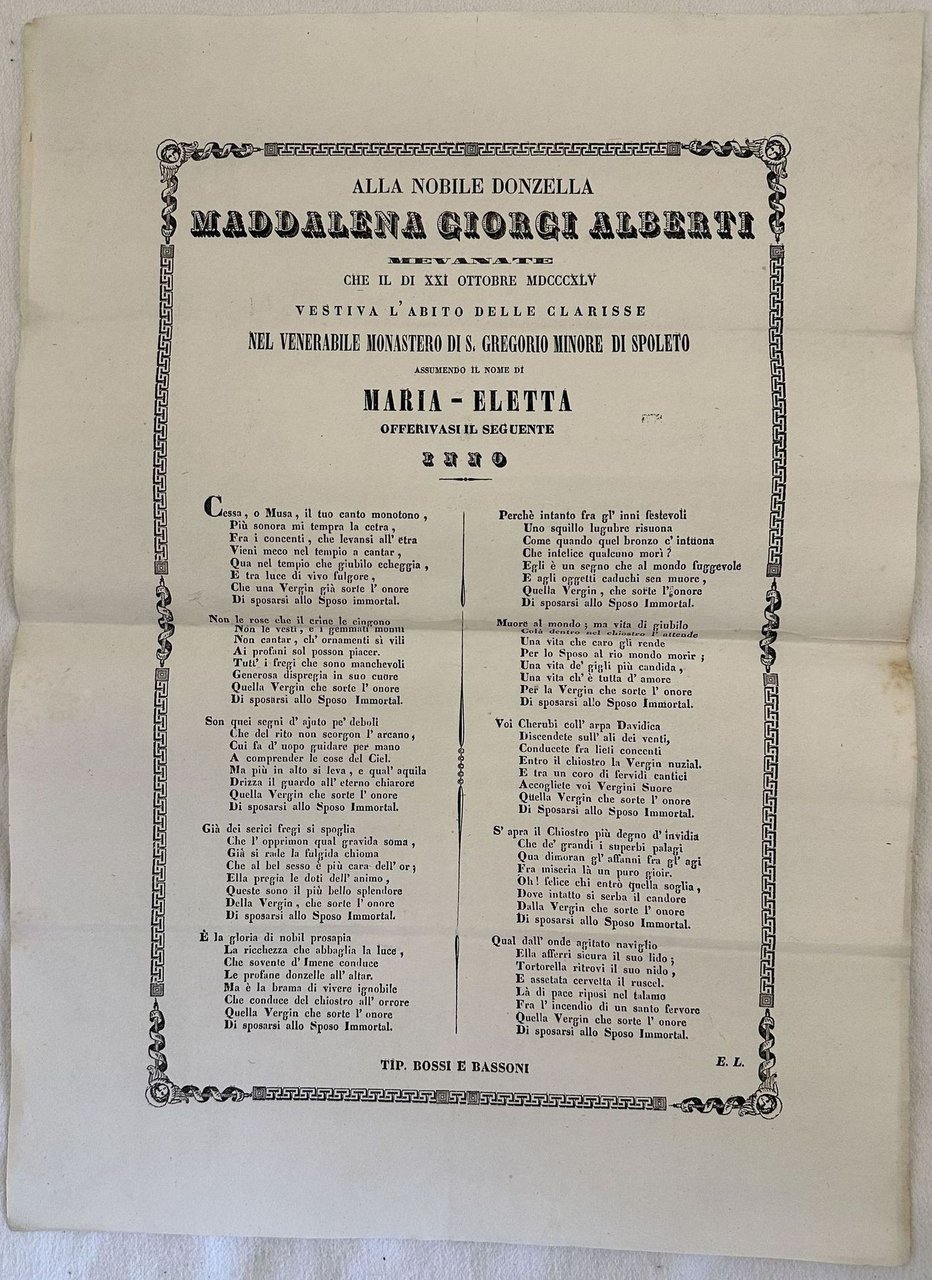 ALLA NOBILE DONZELLA
MADDALENA GIORGI ALBERTI
MEVANATE
CHE IL DI XXI OTTOBRE MDCCCXLV
VESTIVA L'ABITO DELLE CLARISSE
NEL VENERABILE MONASTERO DI S. GREGORIO MINORE DI SPOLETO
ASSUMENDO IL NOME DI
MARIA - ELETTA
OFFERIVASI IL SEGUENTE
INNO
Cessa, o Musa, il tuo canto monotono,
Più sonora mi tempra la cetra,
Fra i concenti, che levansi all' etra
Vieni meco nel tempio a cantar,
Qua nel tempio che giubilo echeggia,
E tra luce di vivo fulgore,
Che una Vergin già sorte l' onore
Di sposarsi allo Sposo immortal.
Non le rose che il crine le cingono
Non le vesti, e i gemmati monili
Non cantar, ch' ornamenti sì vili
Ai profani sol posson piacer.
Tutt' i fregi che sono manchevoli
Generosa dispregia in suo cuore
Quella Vergin che sorte l' onore
Di sposarsi allo Sposo Immortal.
Son quei segni d' ajuto pe' deboli
Che del rito non scorgon l' arcano,
Cui fa d' uopo guidare per mano
A comprender le cose del Ciel.
Ma più in alto si leva, e qual' aquila
Drizza il guardo all' eterno chiarore
Quella Vergin che sorte l' onore
Di sposarsi allo Sposo Immortal.
Già dei serici fregi si spoglia
Che l' opprimon qual gravida soma,
Già si rade la fulgida chioma
Che al bel sesso è più cara dell' or;
Ella pregia le doti dell' animo,
Queste sono il più bello splendore
Della Vergin, che sorte l' onore
Di sposarsi allo Sposo Immortal.
È la gloria di nobil prosapia
La ricchezza che abbaglia la luce,
Che sovente d' Imene conduce
Le profane donzelle all' altar.
Ma è la brama di vivere ignobile
Che conduce del chiostro all' orrore
Quella Vergin che sorte l' onore
Di sposarsi allo Sposo Immortal.
Perchè intanto fra gl' inni festevoli
Uno squillo lugubre risuona
Come quando quel bronzo c' intuona
Che infelice qualcuno morì?
Egli è un segno che al mondo fuggevole
E agli oggetti caduchi sen muore,
Quella Vergin, che sorte l' onore
Di sposarsi allo Sposo Immortal.
Muore al mondo; ma vita di giubilo
Colà dentro nel chiostro l' attende
Una vita che caro gli rende
Per lo Sposo al rio mondo morir;
Una vita de' gigli più candida,
Una vita ch' è tutta d' amore
Per la Vergin che sorte l' onore
Di sposarsi allo Sposo Immortal.
Voi Cherubi coll' arpa Davidica
Discendete sull' ali dei venti,
Conducete fra lieti concenti
Entro il chiostro la Vergin nuzial.
E tra un coro di fervidi cantici
Accogliete voi Vergini Suore
Quella Vergin che sorte l' onore
Di Sposarsi allo Sposo Immortal.
S' apra il Chiostro più degno d' invidia
Che de' grandi i superbi palagi
Qua dimoran gl' affanni fra gl' agi
Fra miseria là un puro gioir.
Oh! felice chi entrò quella soglia,
Dove intatto si serba il candore
Dalla Vergin che sorte l' onore
Di sposarsi allo Sposo Immortal.
Qual dall' onde agitato naviglio
Ella afferri sicura il suo lido;
Tortorella ritrovi il suo nido,
E assetata cervetta il ruscel.
Là di pace riposi nel talamo
Fra l' incendio di un santo fervore
Quella Vergin che sorte l' onore
Di sposarsi allo Sposo Immortal.
E. L.
TIP. BOSSI E BASSONI